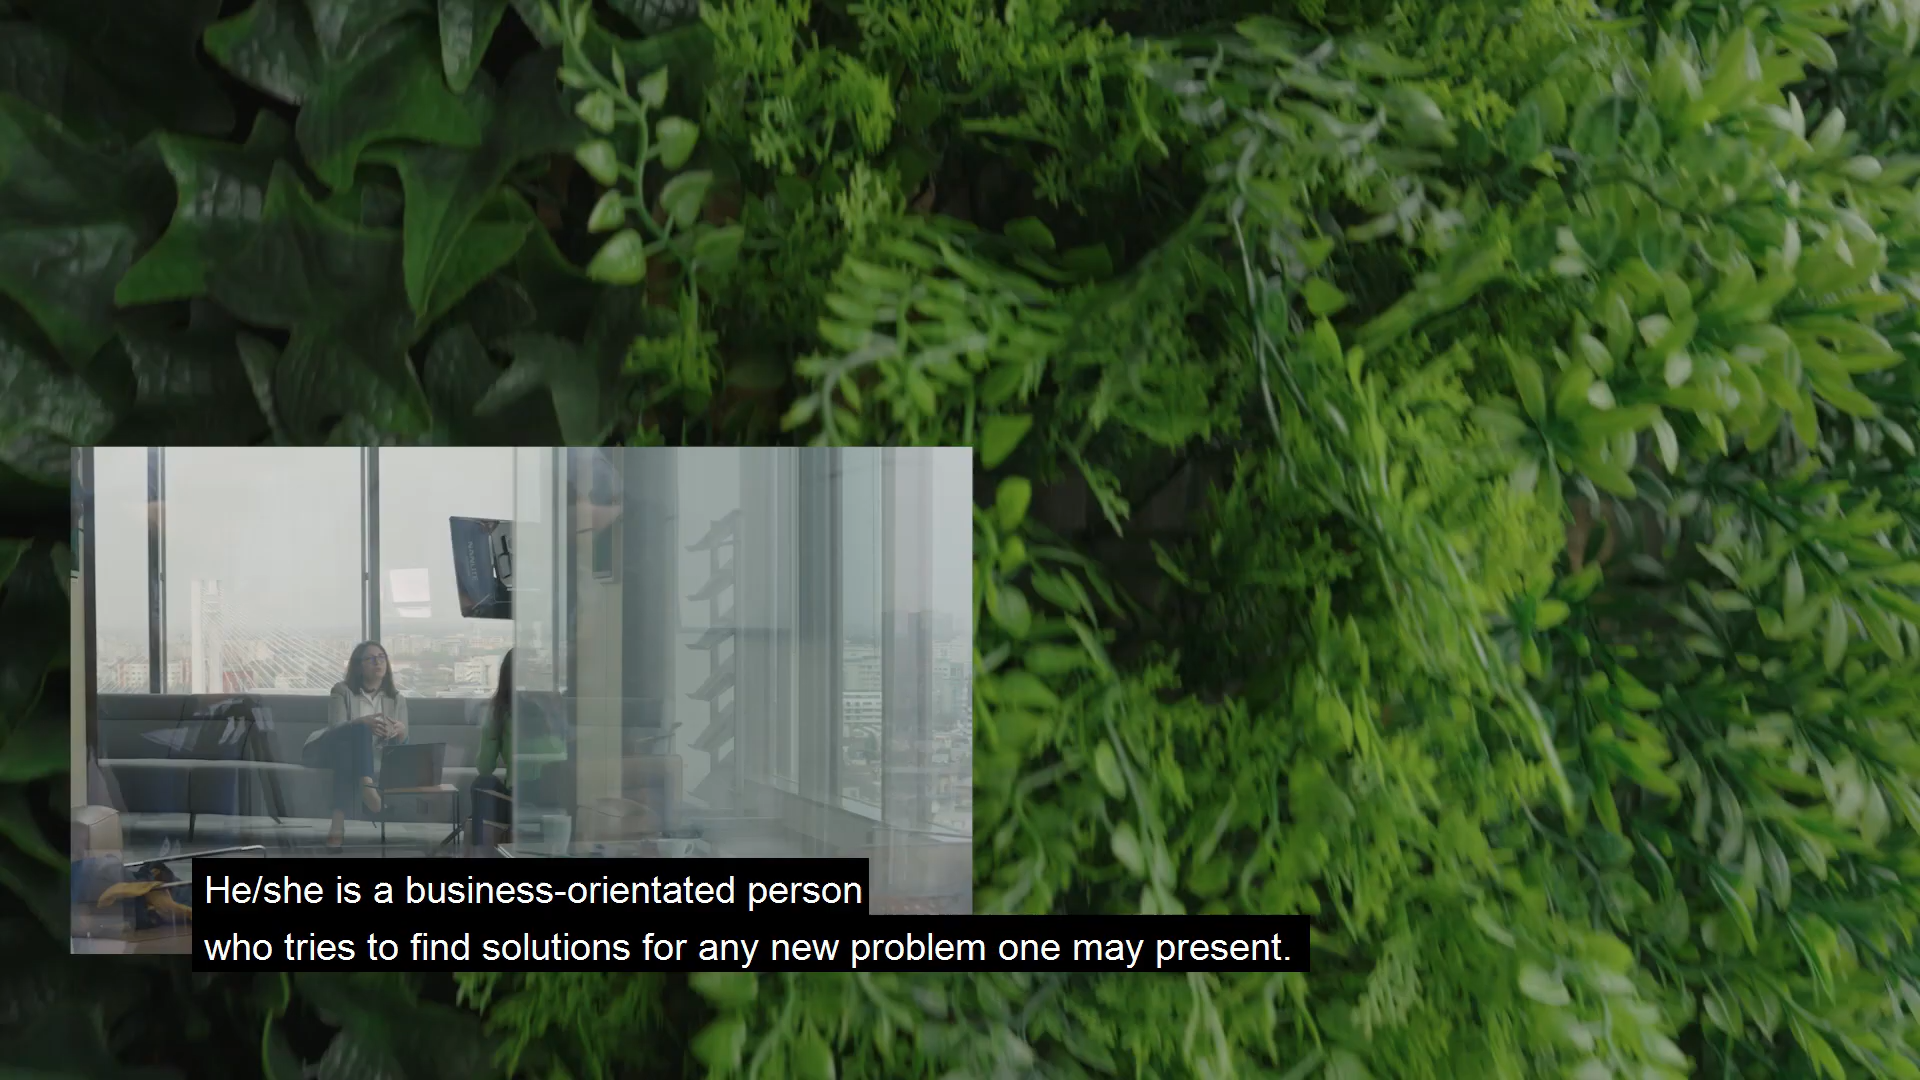 He/she is a business-orientated person
who tries to find solutions for any new problem one may present.